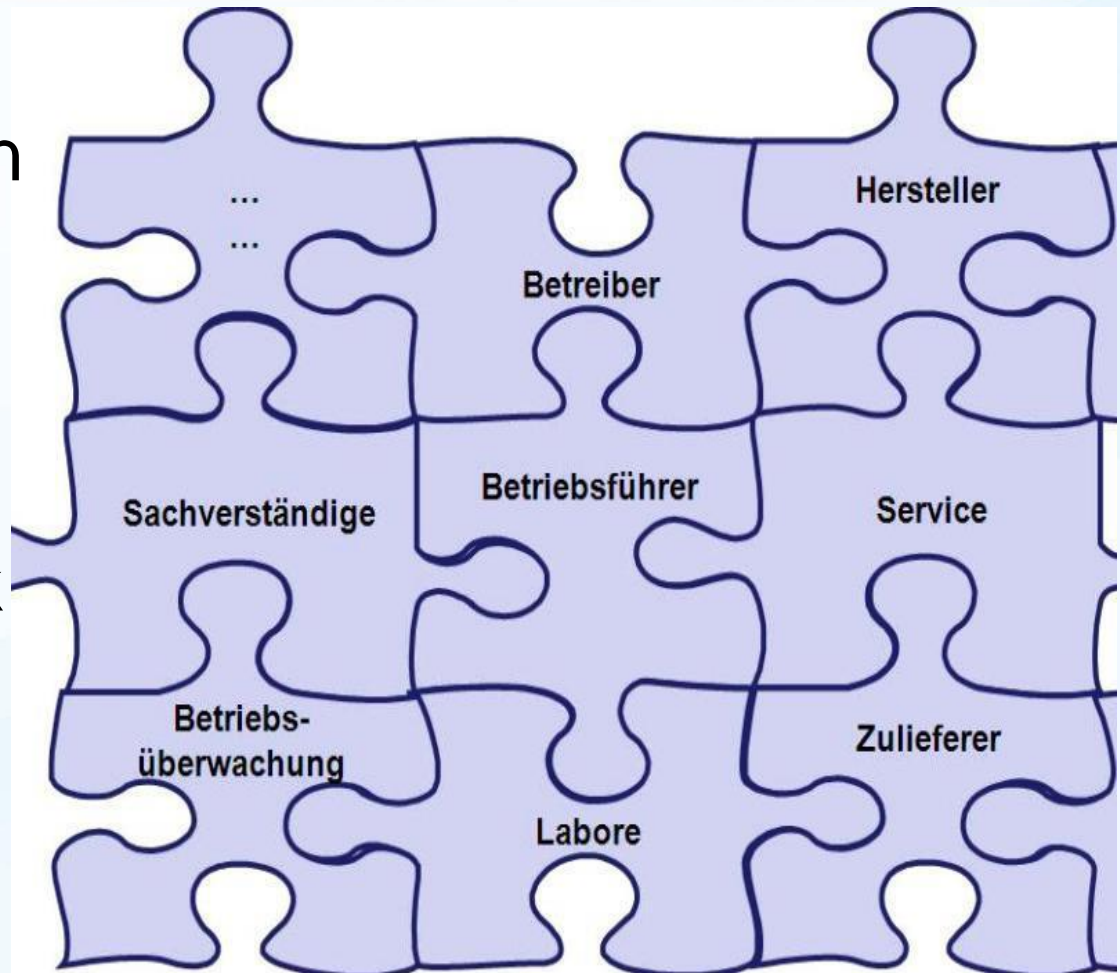 n
...
...
Hersteller
Betreiber
Betriebsführer
Sachverständige
Service
Betriebs-
überwachung
Zulieferer
Labore